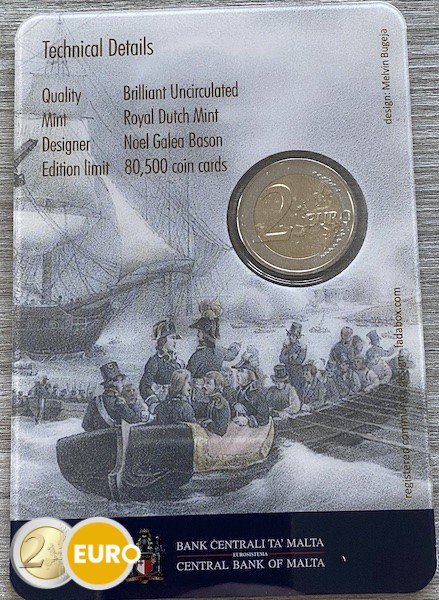 Technical Details
Quality Brilliant Uncirculated
Mint Royal Dutch Mint
Designer Noel Galea Bason
Edition limit 80,500 coin cards
design: Melvin Bugeja
2 EURO
fadabox.com
2 EURO
BANK ĊENTRALI TA' MALTA
EUROSISTEMA
CENTRAL BANK OF MALTA